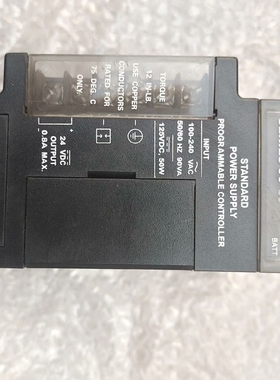 STANDARD
POWER SUPPLY
PROGRAMMABLE CONTROLLER
INPUT
100-240 VAC
50/60 HZ 90VA
125VDC, 50W
TORQUE
12 IN-LB.
USE COPPER
CONDUCTORS
RATED FOR
75 DEG. C
ONLY.
24 VDC
OUTPUT
0.8A MAX.
BATT